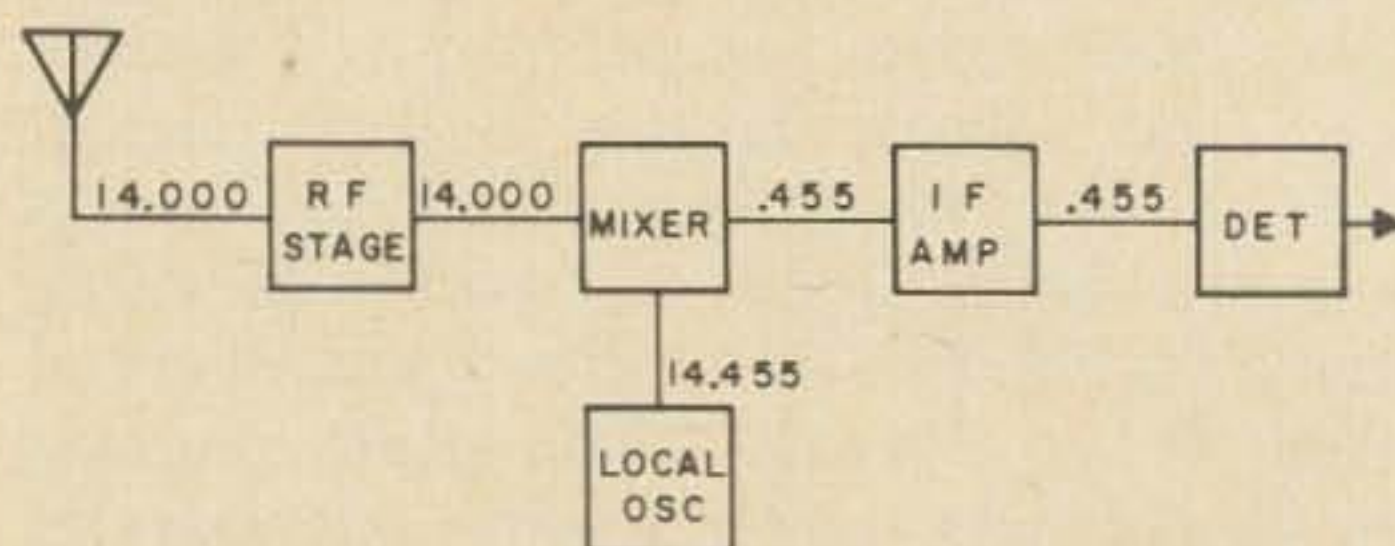 14.000
RF
STAGE
14.000
MIXER
.455
IF
AMP
.455
DET
14.455
LOCAL
OSC